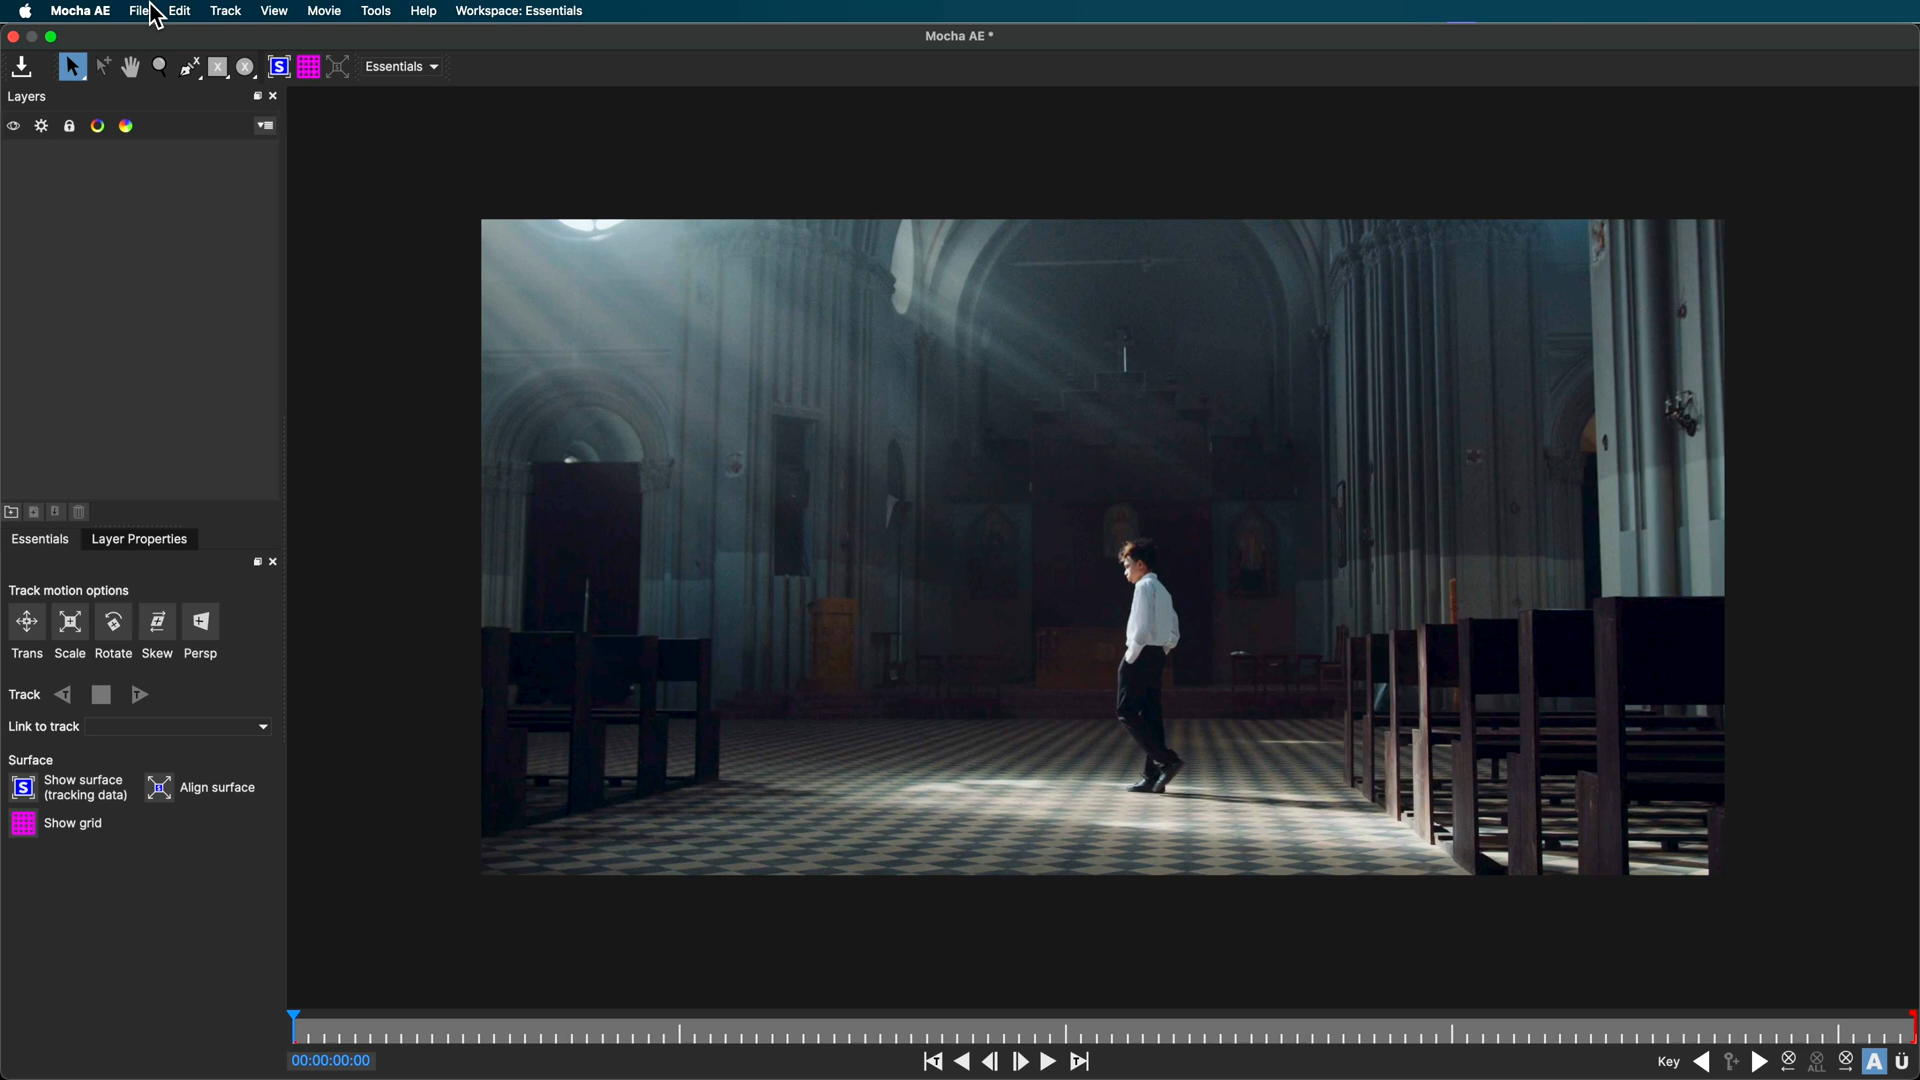 Mocha AE File Edit Track View Movie Tools Help Workspace: Essentials
Mocha AE *
S Essentials
Layers
Essentials Layer Properties
Track motion options
Trans Scale Rotate Skew Persp
Track
Link to track
Surface
S Show surface
(tracking data)
Align surface
Show grid
00:00:00:00
Key
ALL
A Ü